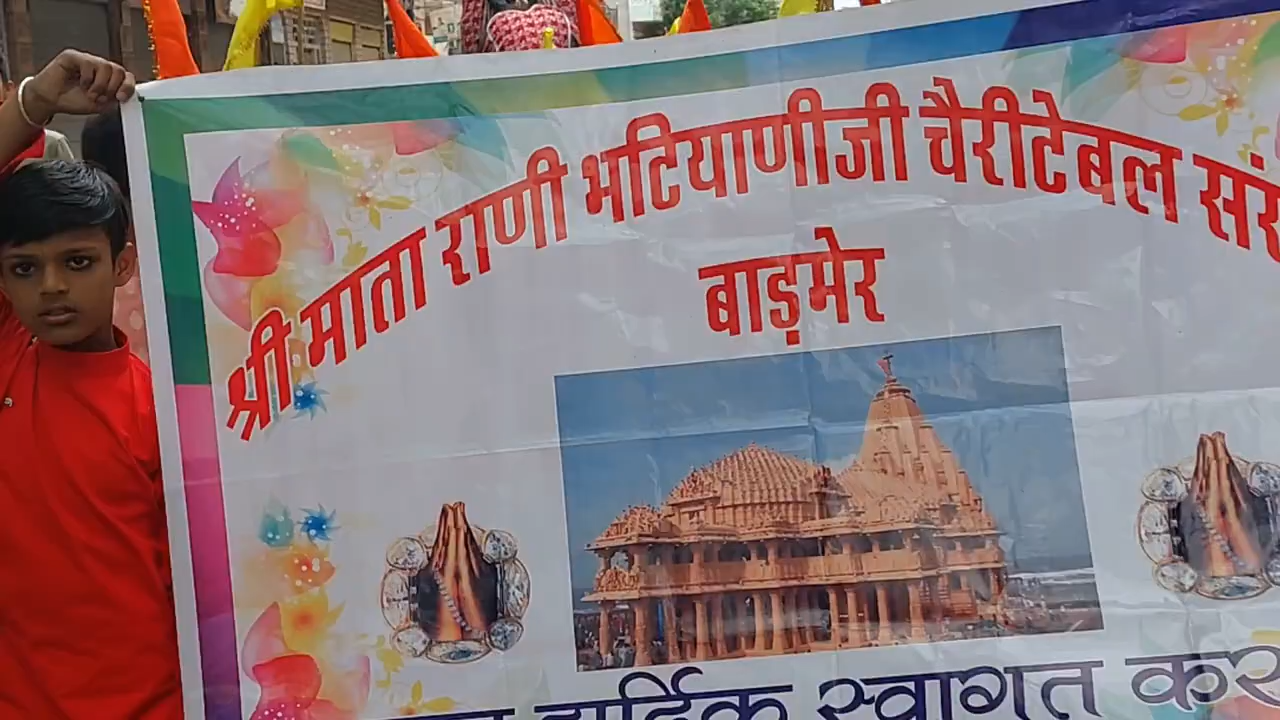 श्री माता राणी भटियाणीजी चैरीटेबल
बाड़मेर
हार्दिक स्वागत